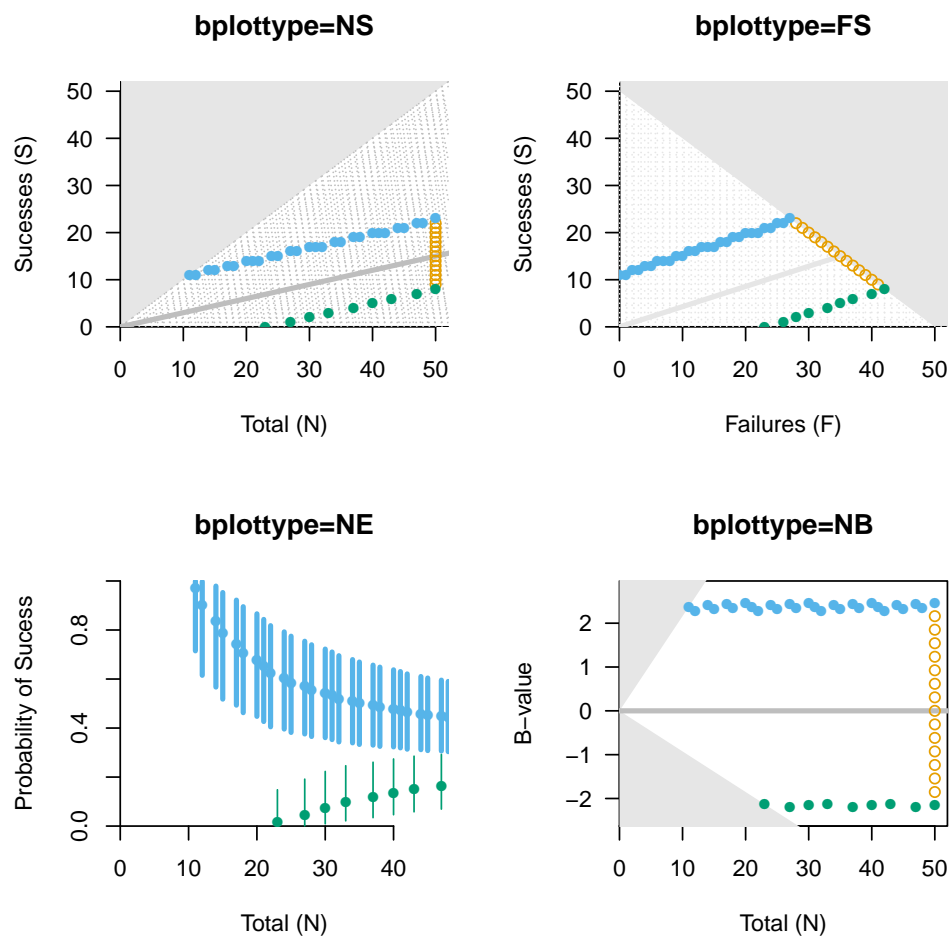 bplottype=NS
50
40
30
20
10
0
Sucesses (S)
0 10 20 30 40 50
Total (N)
bplottype=FS
50
40
30
20
10
0
Sucesses (S)
0 10 20 30 40 50
Failures (F)
bplottype=NE
0.8
0.4
0.0
Probability of Sucess
0 10 20 30 40
Total (N)
bplottype=NB
2
1
0
−1
−2
B−value
0 10 20 30 40 50
Total (N)